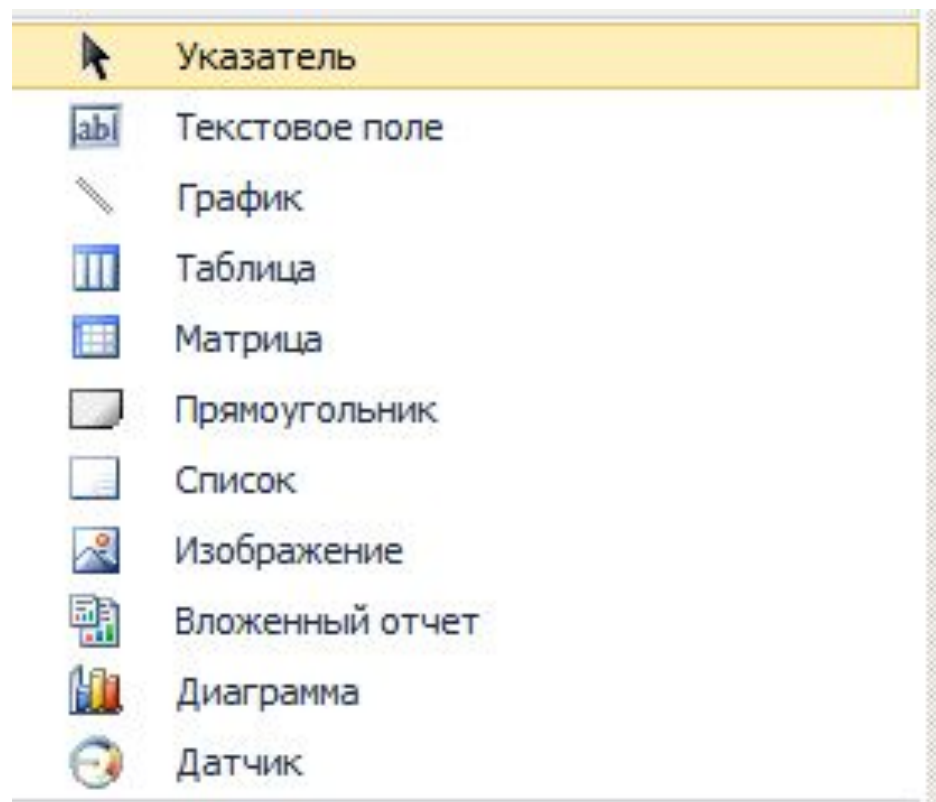 Указатель
abl Текстовое поле
График
Таблица
Матрица
Прямоугольник
Список
Изображение
Вложенный отчет
Диаграмма
Датчик